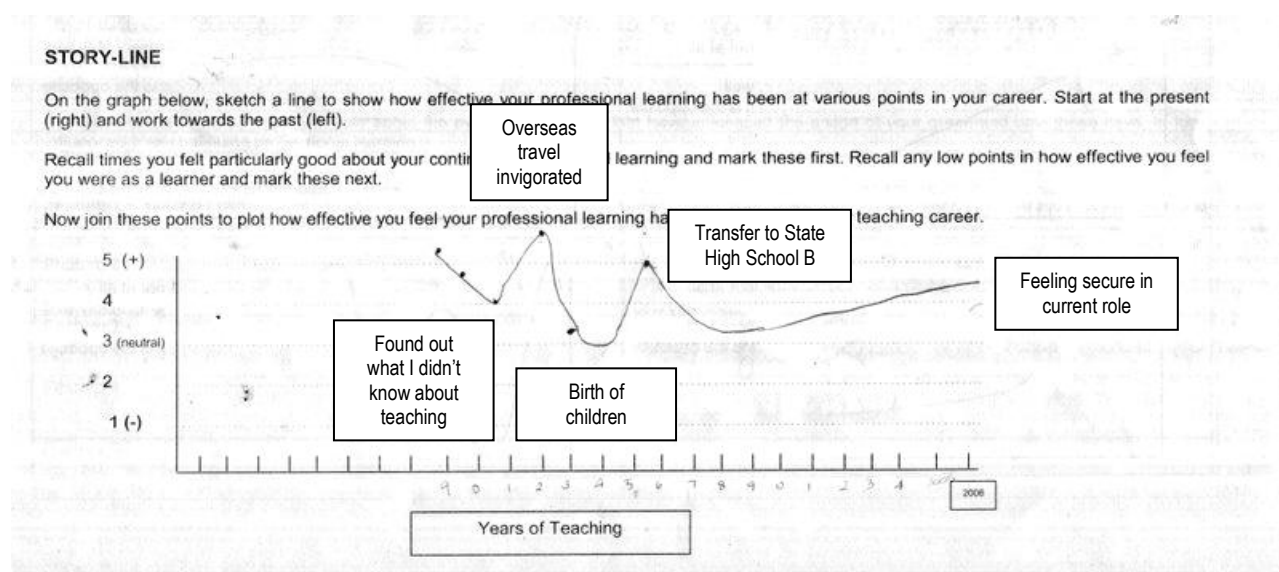 STORY-LINE
On the graph below, sketch a line to show how effective your professional learning has been at various points in your career. Start at the present
(right) and work towards the past (left).
Overseas
travel
invigorated
Recall times you felt particularly good about your contin learning and mark these first. Recall any low points in how effective you feel
you were as a learner and mark these next.
Now join these points to plot how effective you feel your professional learning ha teaching career.
Transfer to State
High School B
5 (+)
4
3 (neutral)
2
1 (-)
Feeling secure in
current role
Found out
what I didn't
know about
teaching
Birth of
children
9 0 1 2 3 4 5 6 7 8 9 0 1 2 3 4
2006
Years of Teaching